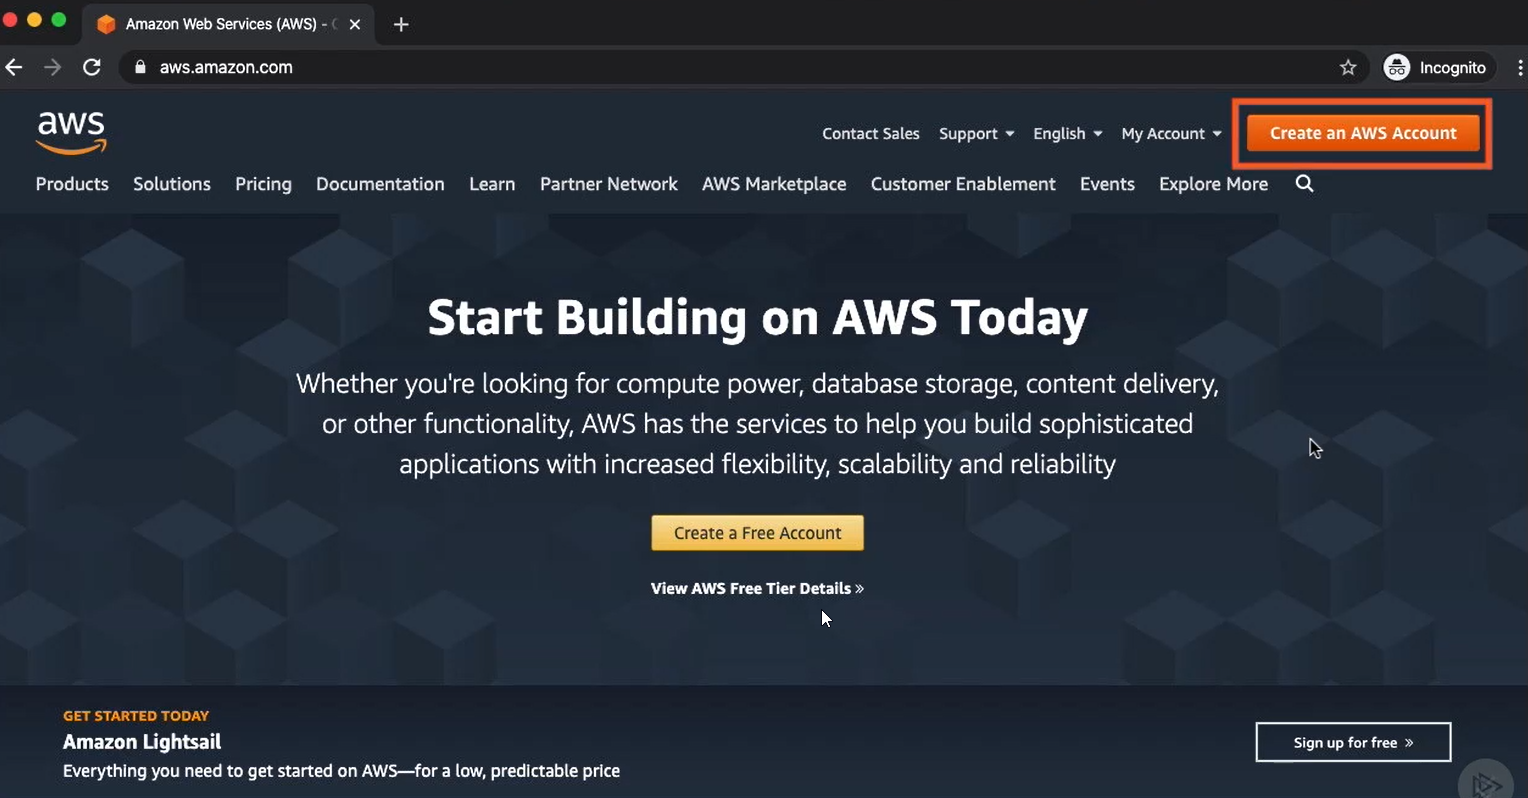 Amazon Web Services (AWS) -
aws.amazon.com
Incognito
aws
Contact Sales Support English My Account Create an AWS Account
Products Solutions Pricing Documentation Learn Partner Network AWS Marketplace Customer Enablement Events Explore More
Start Building on AWS Today
Whether you're looking for compute power, database storage, content delivery,
or other functionality, AWS has the services to help you build sophisticated
applications with increased flexibility, scalability and reliability
Create a Free Account
View AWS Free Tier Details »
GET STARTED TODAY
Amazon Lightsail
Everything you need to get started on AWS—for a low, predictable price
Sign up for free »